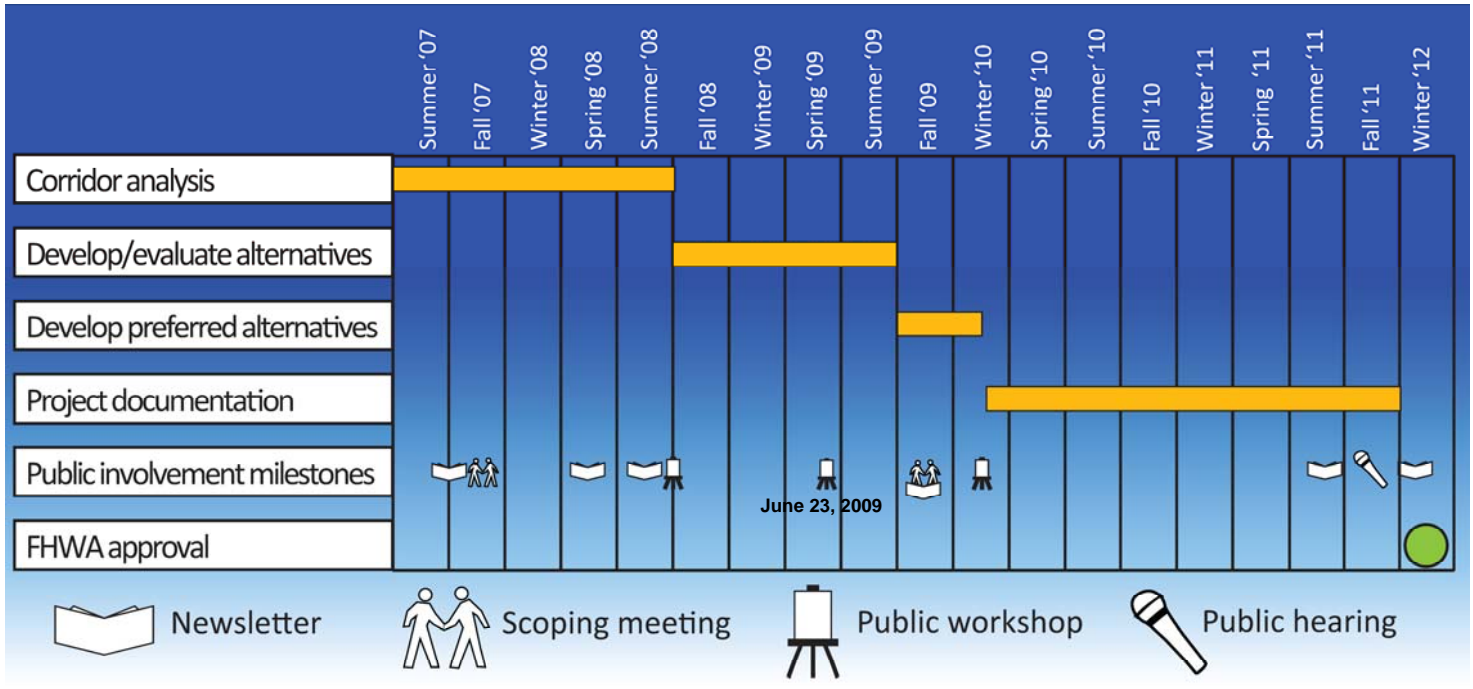 Summer ‘07
Fall ‘07
Winter ‘08
Spring ‘08
Summer ‘08
Fall ‘08
Winter ‘09
Spring ‘09
Summer ‘09
Fall ‘09
Winter ‘10
Spring ‘10
Summer ‘10
Fall ‘10
Winter ‘11
Spring ‘11
Summer ‘11
Fall ‘11
Winter ‘12
Corridor analysis
Develop/evaluate alternatives
Develop preferred alternatives
Project documentation
Public involvement milestones
June 23, 2009
FHWA approval
Newsletter
Scoping meeting
Public workshop
Public hearing